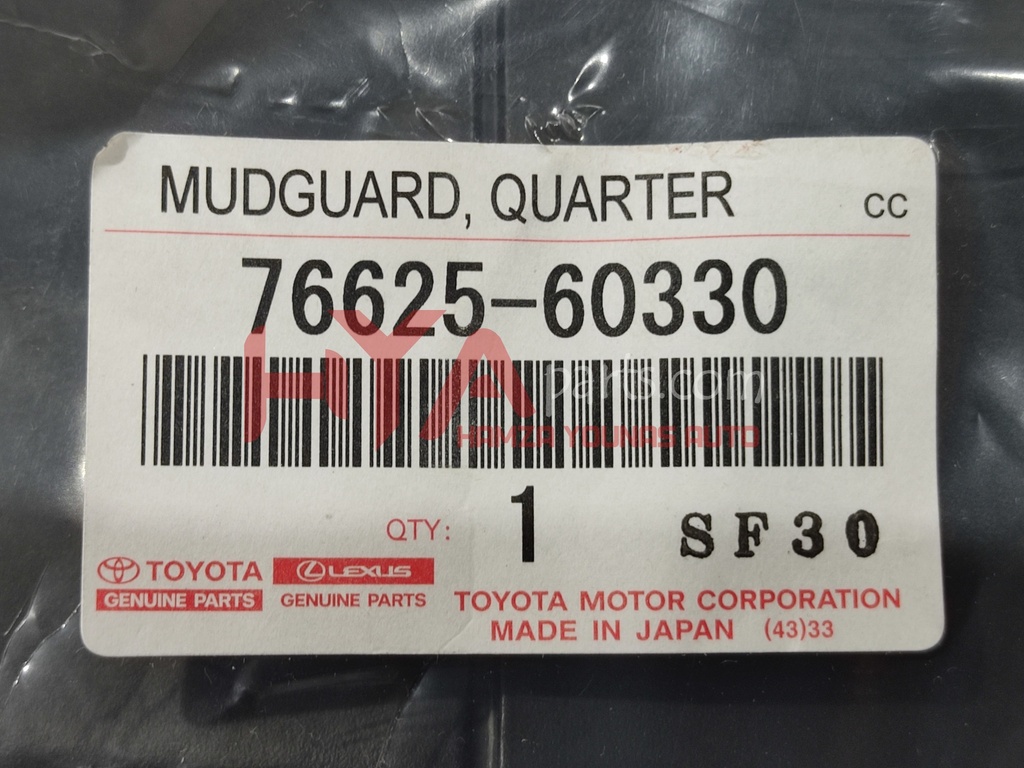 MUDGUARD, QUARTER CC
76625-60330
HYA parts.com
HAMZA YOUNAS AUTO
QTY: 1 SF30
TOYOTA LEXUS
GENUINE PARTS GENUINE PARTS
TOYOTA MOTOR CORPORATION
MADE IN JAPAN (43)33